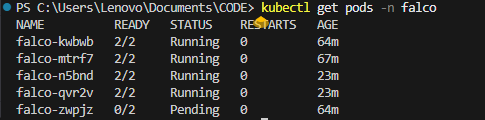 PS C:\Users\Lenovo\Documents\CODE> kubectl get pods -n falco
NAME READY STATUS RESTARTS AGE
falco-kwbwb 2/2 Running 0 64m
falco-mtrf7 2/2 Running 0 67m
falco-n5bnd 2/2 Running 0 23m
falco-qvr2v 2/2 Running 0 23m
falco-zwpjz 0/2 Pending 0 64m